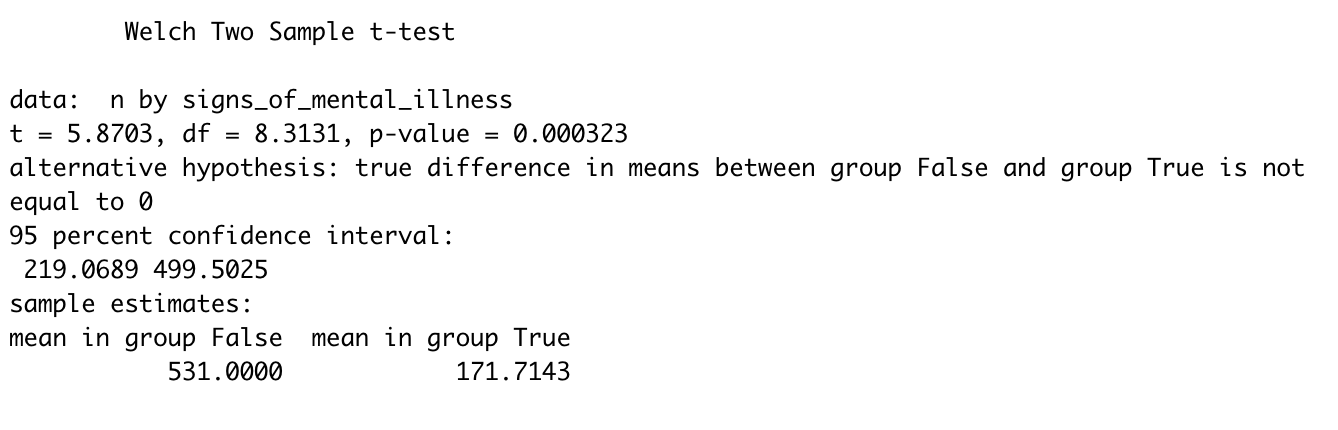 Welch Two Sample t-test
data:  n by signs_of_mental_illness
t = 5.8703, df = 8.3131, p-value = 0.000323
alternative hypothesis: true difference in means between group False and group True is not
equal to 0
95 percent confidence interval:
219.0689 499.5025
sample estimates:
mean in group False  mean in group True
531.0000            171.7143